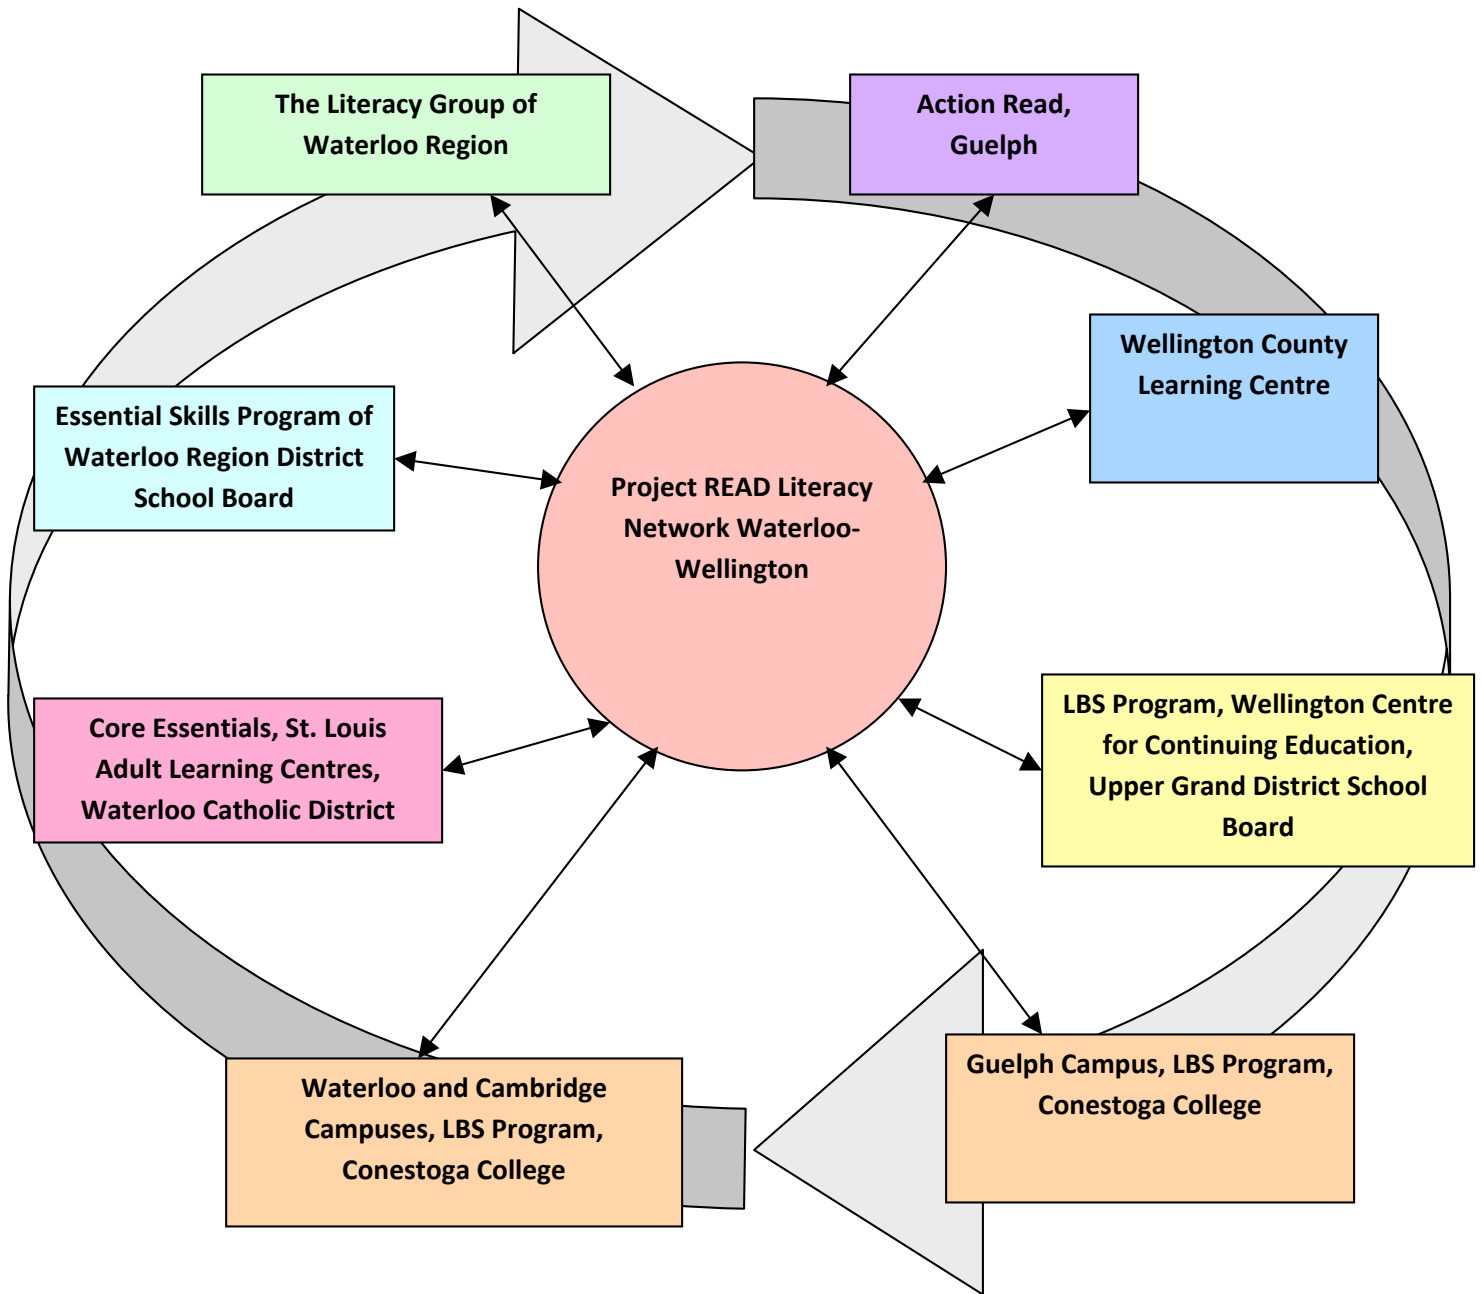 The Literacy Group of
Waterloo Region
Action Read,
Guelph
Wellington County
Learning Centre
Essential Skills Program of
Waterloo Region District
School Board
Project READ Literacy
Network Waterloo-
Wellington
Core Essentials, St. Louis
Adult Learning Centres,
Waterloo Catholic District
LBS Program, Wellington Centre
for Continuing Education,
Upper Grand District School
Board
Waterloo and Cambridge
Campuses, LBS Program,
Conestoga College
Guelph Campus, LBS Program,
Conestoga College